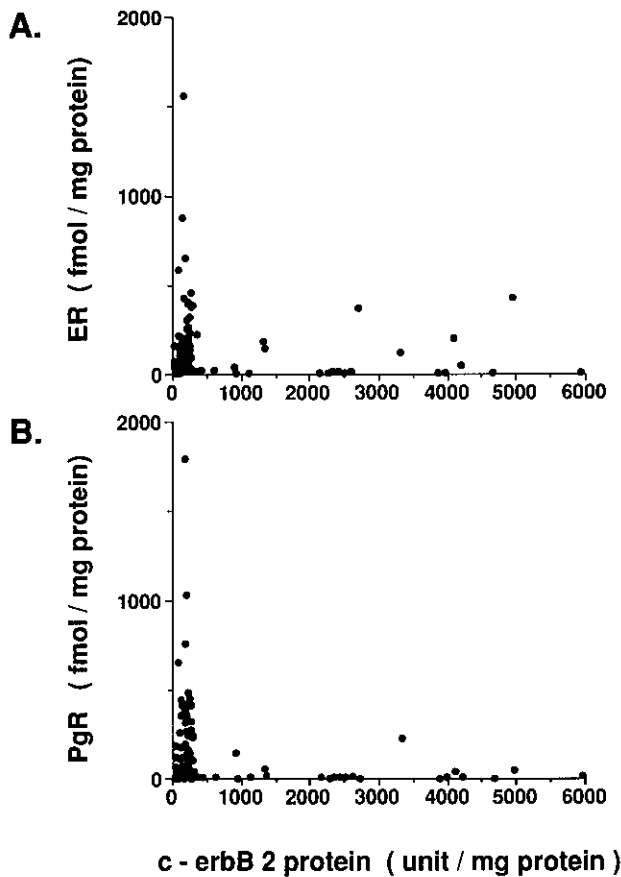 A.
ER ( fmol / mg protein)
2000
1000
0
0 1000 2000 3000 4000 5000 6000
B.
PgR ( fmol / mg protein)
2000
1000
0
0 1000 2000 3000 4000 5000 6000
c - erbB 2 protein ( unit / mg protein )